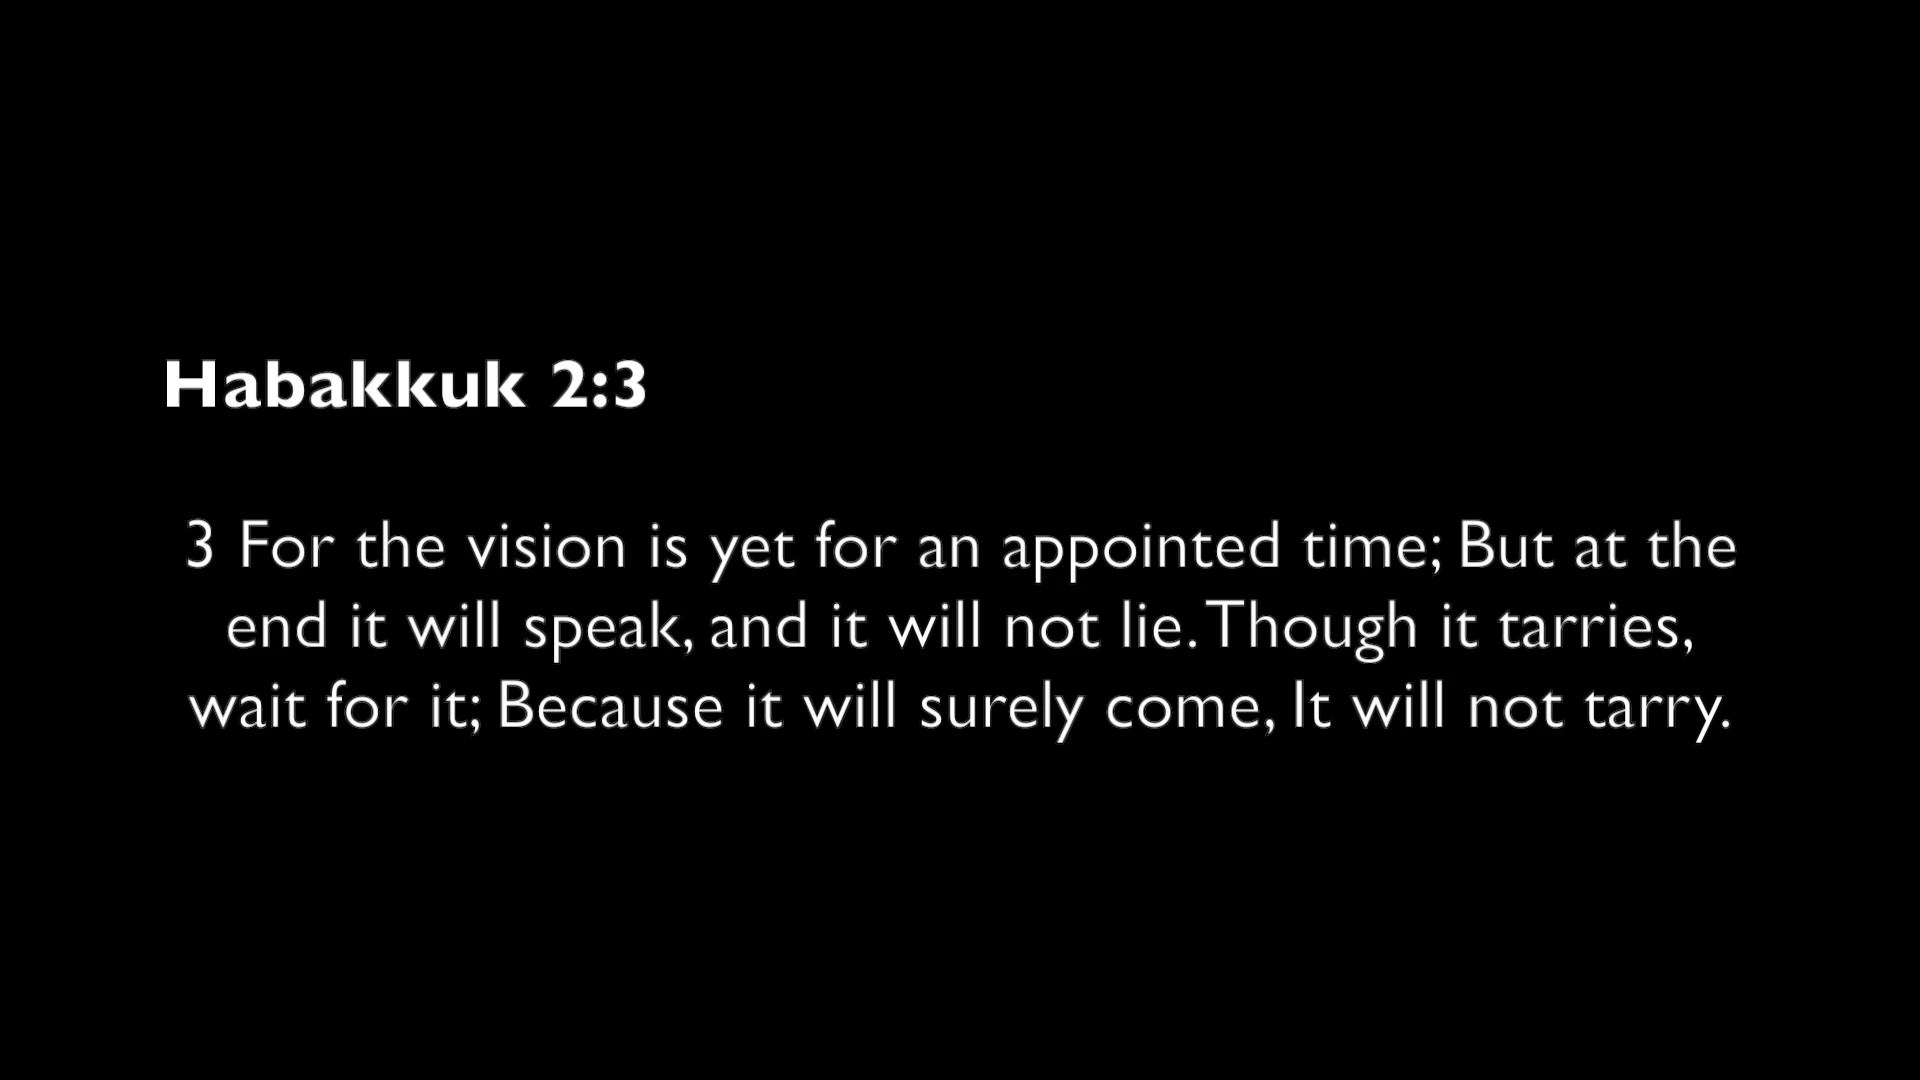 Habakkuk 2:3
3 For the vision is yet for an appointed time; But at the
end it will speak, and it will not lie. Though it tarries,
wait for it; Because it will surely come, It will not tarry.